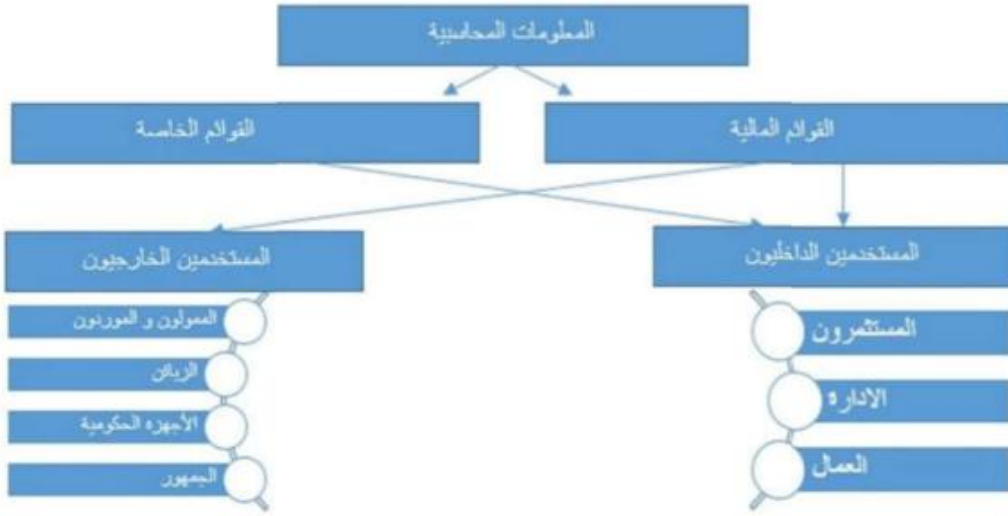 المعلومات المحاسبية
القوائم المالية
القوائم الخاصة
المستخدمين الداخليون
المستخدمين الخارجيون
المستثمرون
الادارة
العمال
الممولون و الموردون
الزبائن
الأجهزة الحكومية
الجمهور